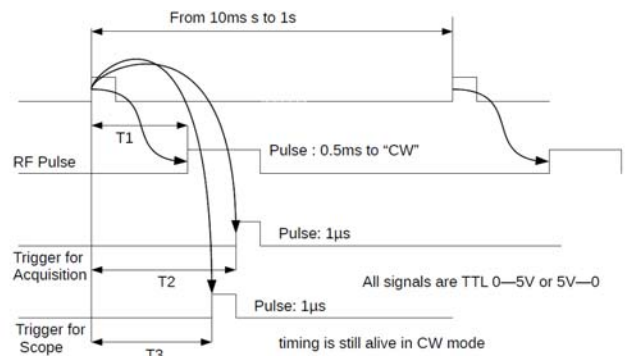 From 10ms s to 1s
T1
RF Pulse
Pulse : 0.5ms to “CW”
Pulse: 1µs
Trigger for
Acquisition
T2
All signals are TTL 0—5V or 5V—0
Pulse: 1µs
Trigger for
Scope
T3
timing is still alive in CW mode